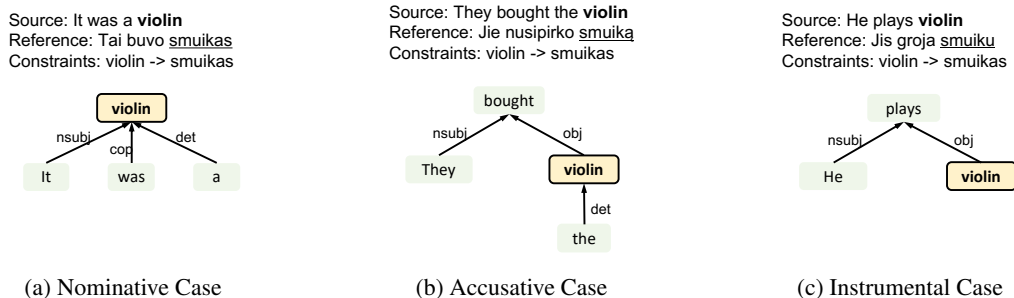 Source: It was a violin
Reference: Tai buvo smuikas
Constraints: violin -> smuikas
violin
nsubj
cop
det
It
was
a
(a) Nominative Case
Source: They bought the violin
Reference: Jie nusipirko smuiką
Constraints: violin -> smuikas
bought
nsubj
obj
They
violin
det
the
(b) Accusative Case
Source: He plays violin
Reference: Jis groja smuiku
Constraints: violin -> smuikas
plays
nsubj
obj
He
violin
(c) Instrumental Case